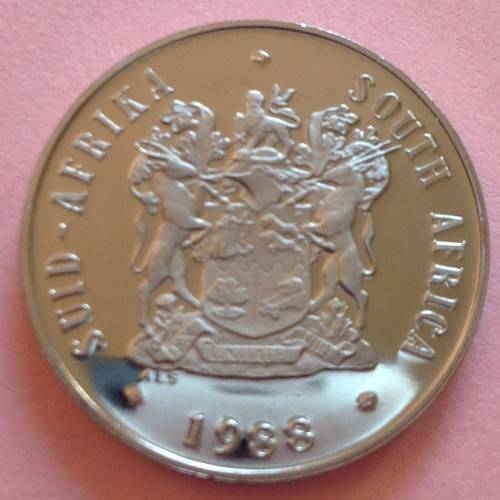 SUID-AFRIKA
SOUTH AFRICA
ALS
1988